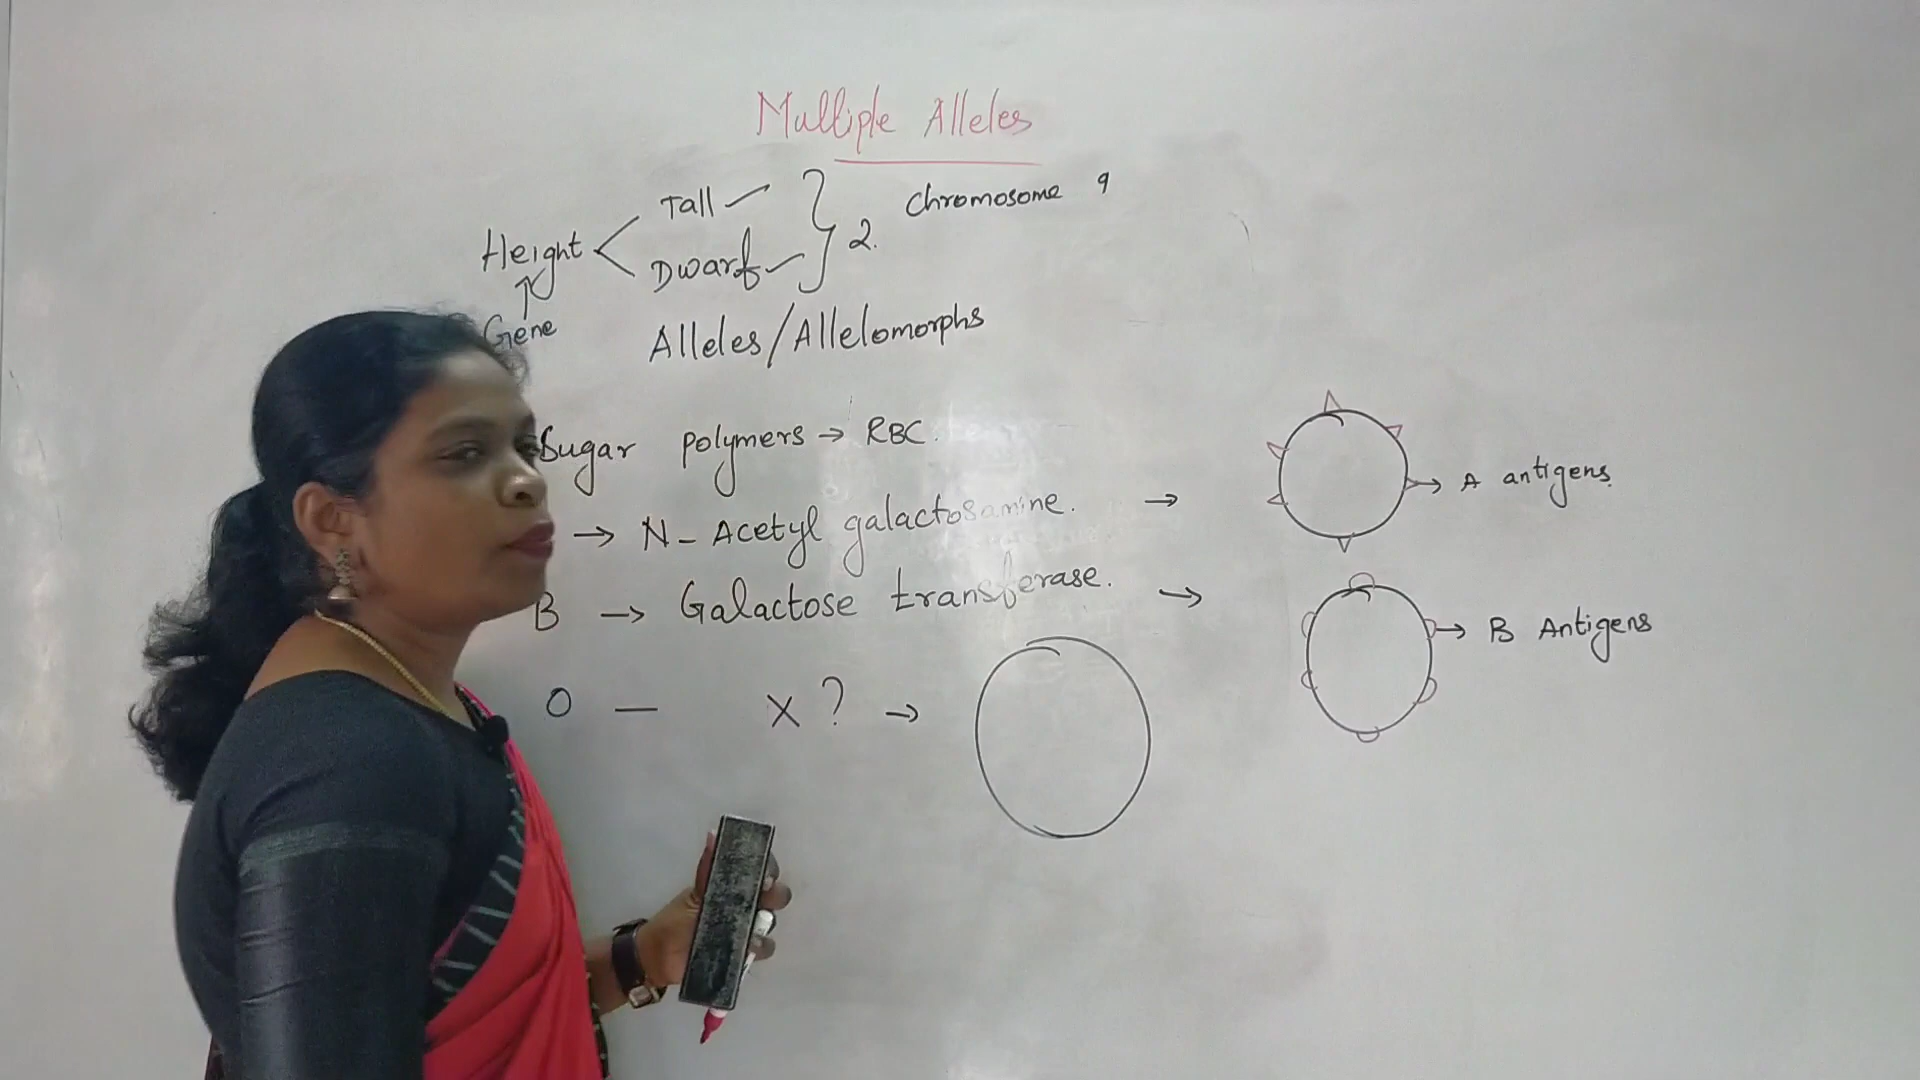 Multiple Alleles
Tall
Chromosome 9
Height
2.
Dwarf
Gene
Alleles/Allelomorphs
Sugar polymers → RBC.
→ N-Acetyl galactosamine. → → A antigens.
B → Galactose transferase. → → B Antigens
O — X ? →